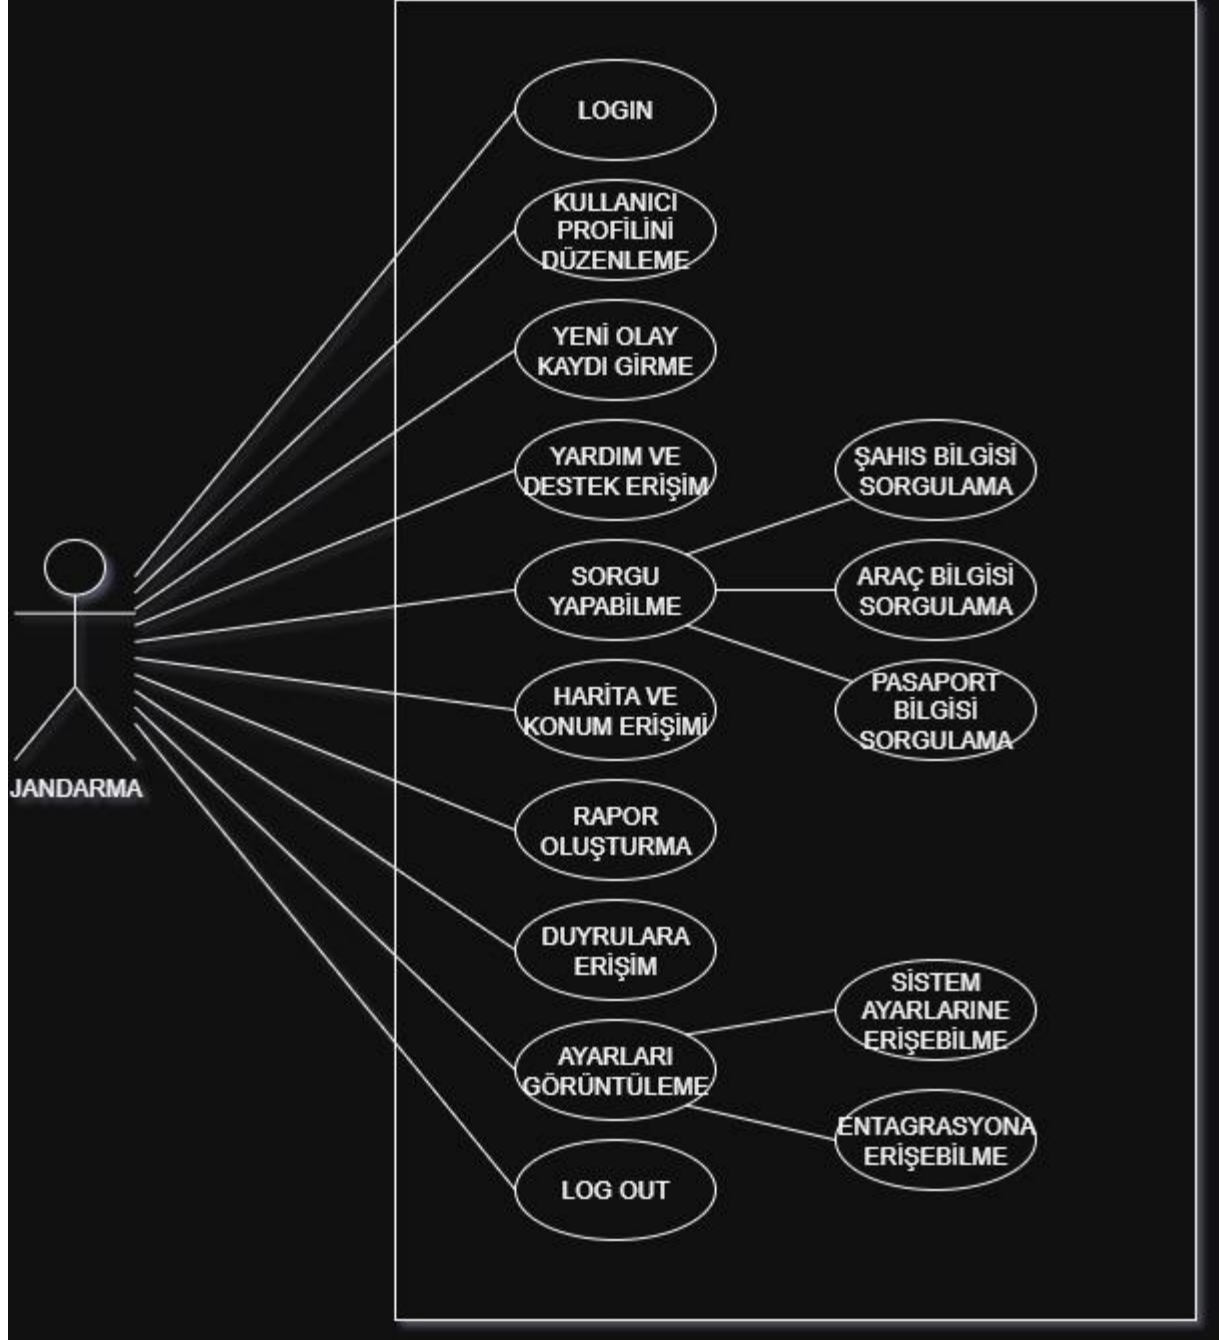 LOGIN
KULLANICI
PROFİLİNİ
DÜZENLEME
YENİ OLAY
KAYDI GİRME
YARDIM VE
DESTEK ERİŞİM
ŞAHIS BİLGİSİ
SORGULAMA
SORGU
YAPABİLME
ARAÇ BİLGİSİ
SORGULAMA
HARİTA VE
KONUM ERİŞİMİ
PASAPORT
BİLGİSİ
SORGULAMA
JANDARMA
RAPOR
OLUŞTURMA
DUYRULARA
ERİŞİM
SİSTEM
AYARLARINE
ERİŞEBİLME
AYARLARI
GÖRÜNTÜLEME
ENTAGRASYONA
ERİŞEBİLME
LOG OUT